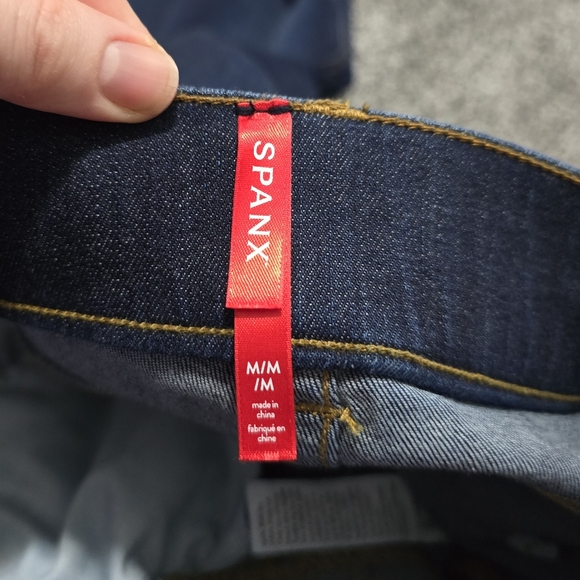 SPANX
M/M
/M
made in
china
fabriqué en
chine